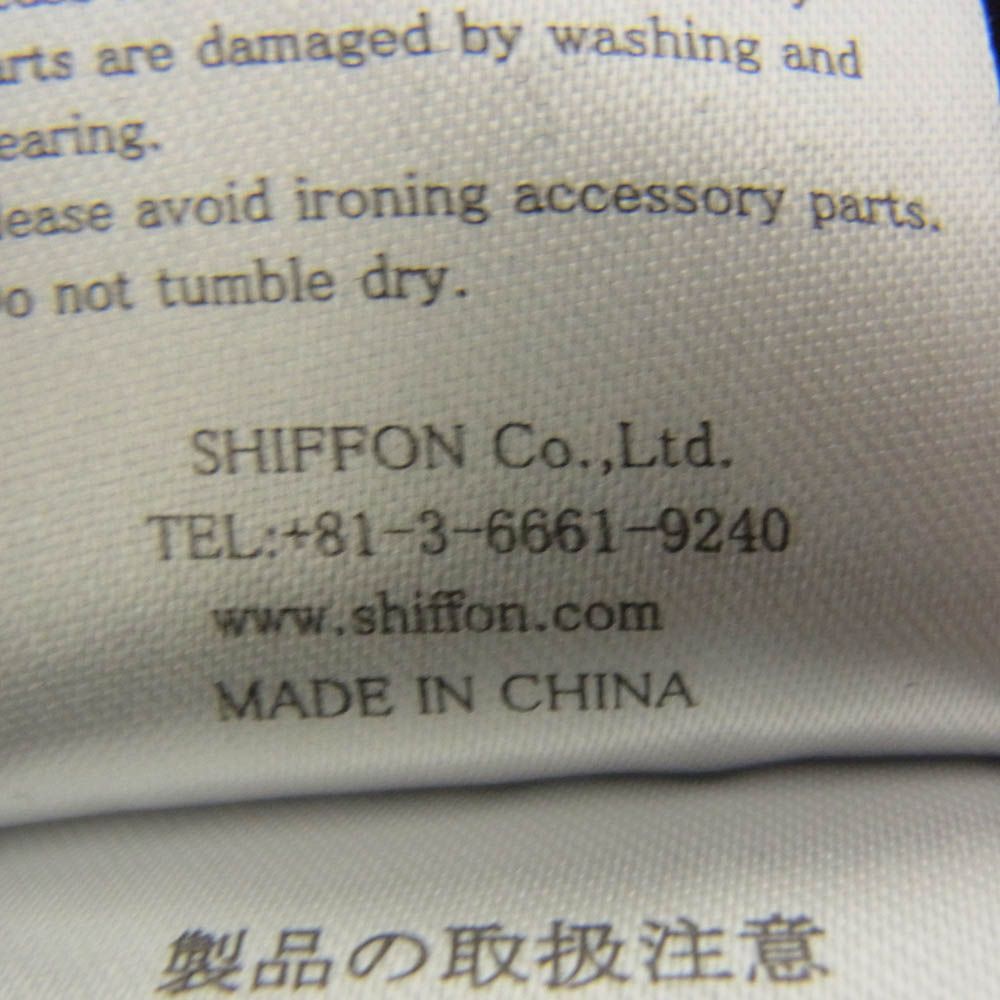 arts are damaged by washing and
earing.
lease avoid ironing accessory parts.
o not tumble dry.
SHIFFON Co.,Ltd.
TEL:+81-3-6661-9240
www.shiffon.com
MADE IN CHINA
製品の取扱注意